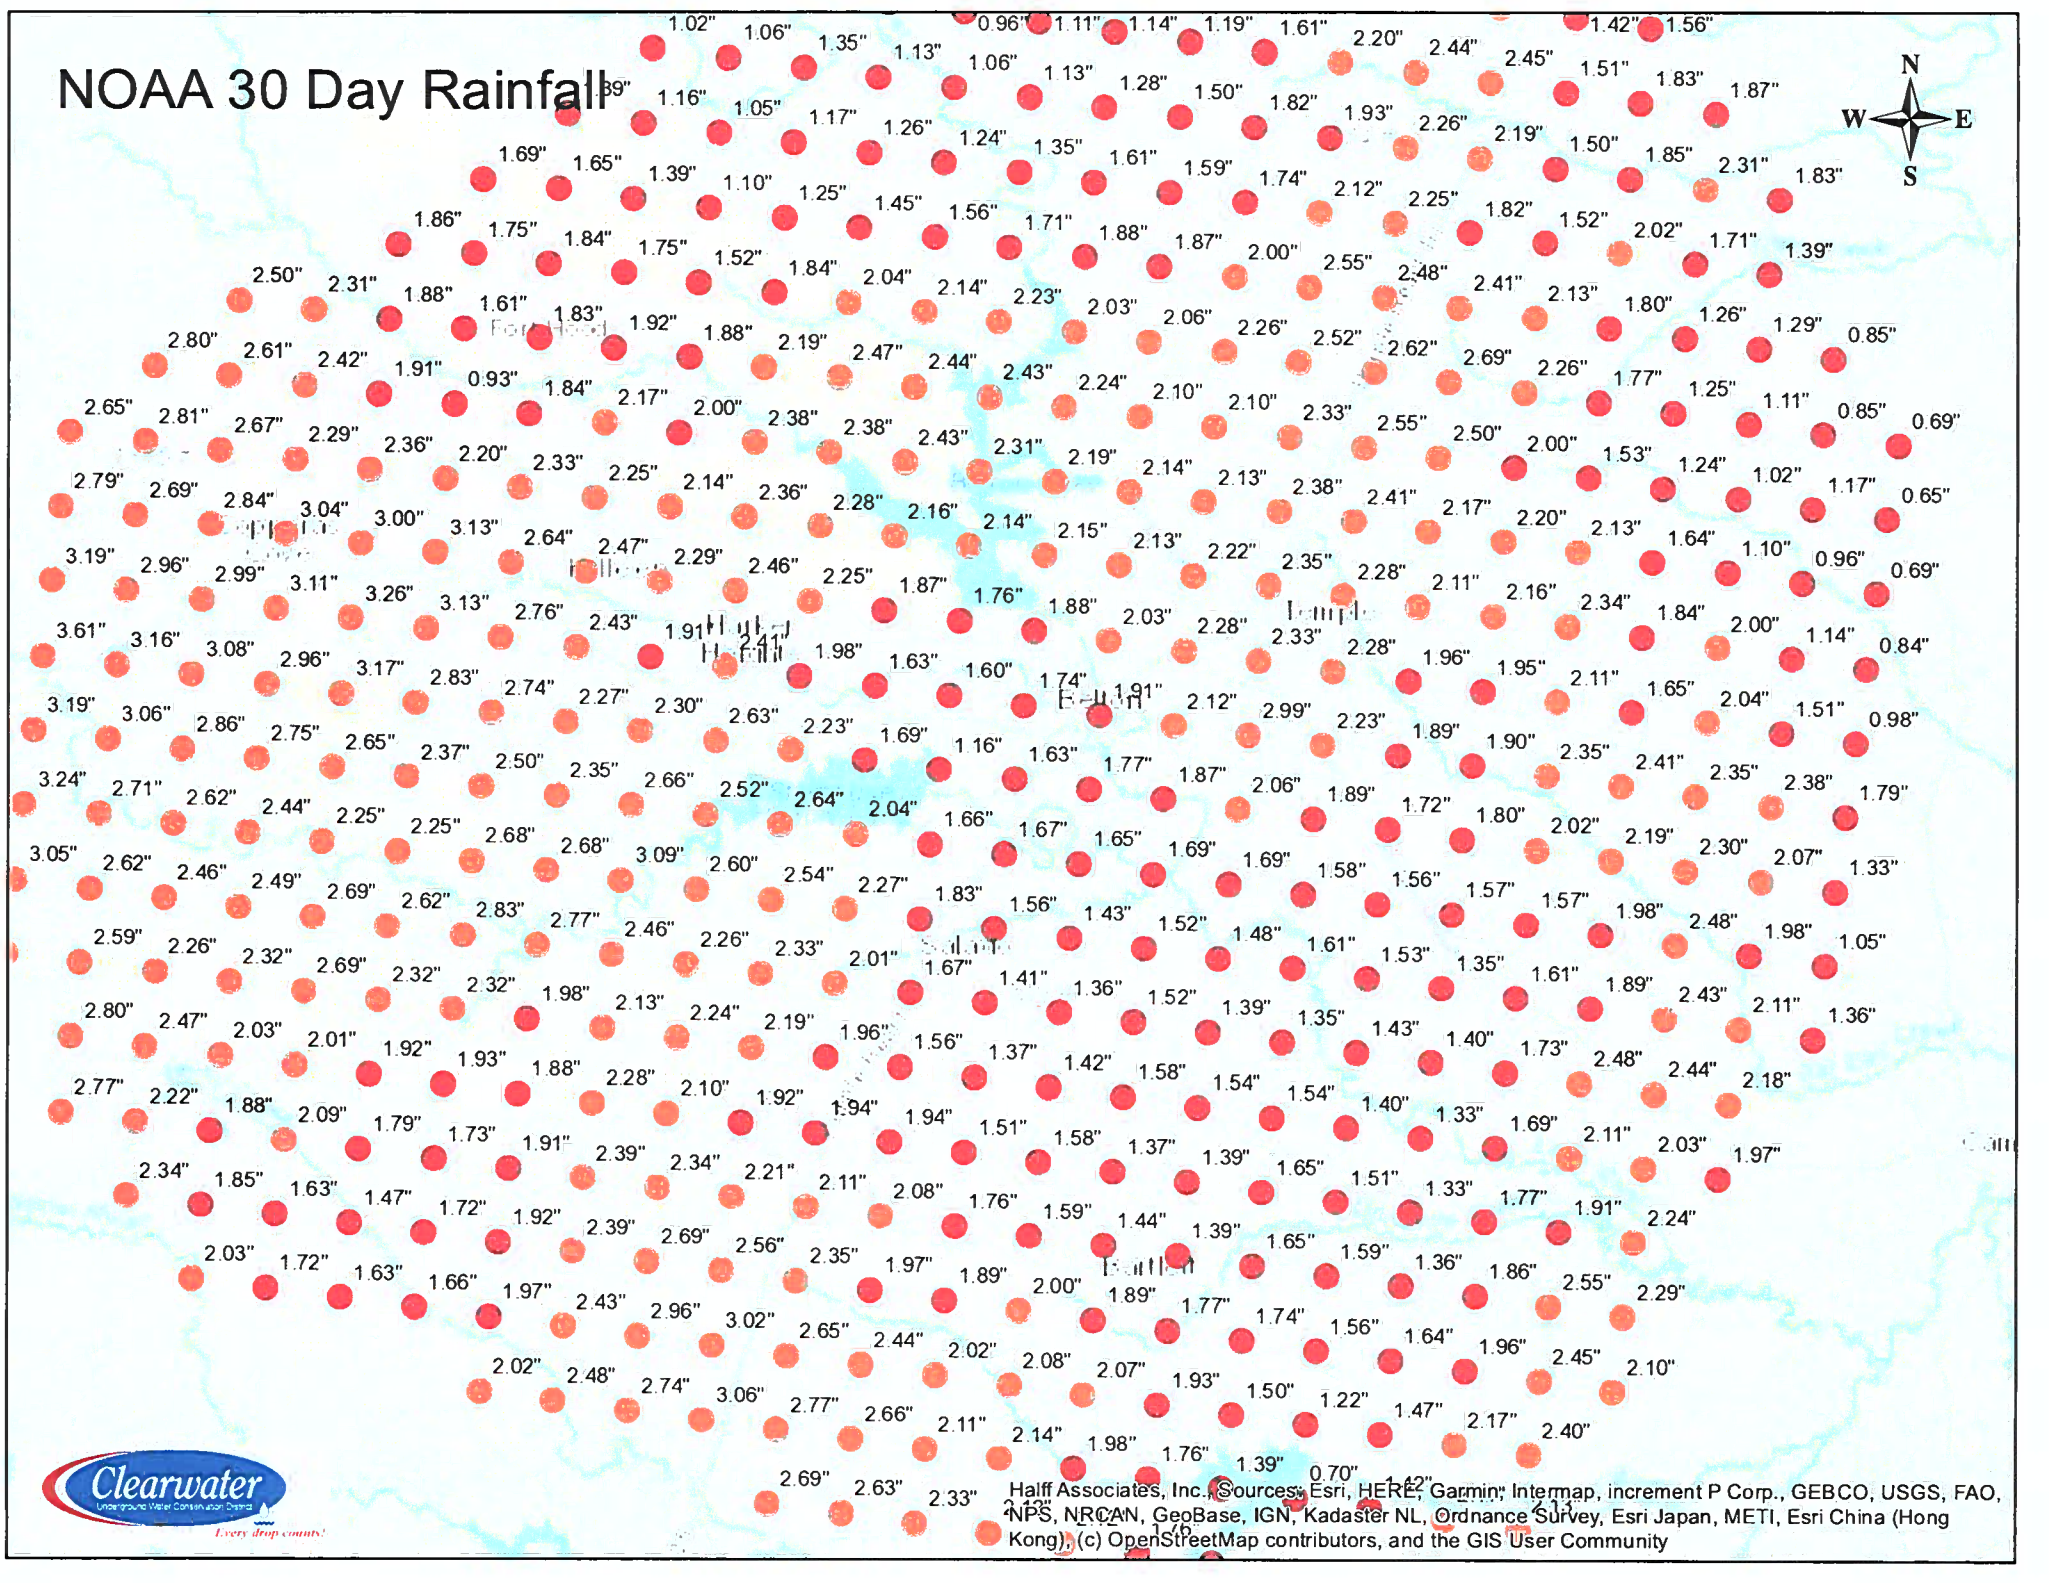 NOAA 30 Day Rainfall
N
W E
S
1.42" 1.56"
0.96" 1.11" 1.14" 1.19" 1.61" 2.20" 2.44" 2.45" 1.51" 1.83" 1.87"
1.02" 1.06" 1.35" 1.13" 1.06" 1.13" 1.28" 1.50" 1.82" 1.93" 2.26" 2.19" 1.50" 1.85" 2.31" 1.83"
1.16" 1.05" 1.17" 1.26" 1.24" 1.35" 1.61" 1.59" 1.74" 2.12" 2.25" 1.82" 1.52" 2.02" 1.71" 1.39"
1.69" 1.65" 1.39" 1.10" 1.25" 1.45" 1.56" 1.71" 1.88" 1.87" 2.00" 2.55" 2.48" 2.41" 2.13" 1.80" 1.26" 1.29" 0.85"
1.86" 1.75" 1.84" 1.75" 1.52" 1.84" 2.04" 2.14" 2.23" 2.03" 2.06" 2.26" 2.52" 2.62" 2.69" 2.26" 1.77" 1.25" 1.11" 0.85" 0.69"
2.50" 2.31" 1.88" 1.61" 1.83" 1.92" 1.88" 2.19" 2.47" 2.44" 2.43" 2.24" 2.10" 2.10" 2.33" 2.55" 2.50" 2.00" 1.53" 1.24" 1.02" 1.17" 0.65"
Fort Hood
2.80" 2.61" 2.42" 1.91" 0.93" 1.84" 2.17" 2.00" 2.38" 2.38" 2.43" 2.31" 2.19" 2.14" 2.13" 2.38" 2.41" 2.17" 2.20" 2.13" 1.64" 1.10" 0.96" 0.69"
2.65" 2.81" 2.67" 2.29" 2.36" 2.20" 2.33" 2.25" 2.14" 2.36" 2.28" 2.16" 2.14" 2.15" 2.13" 2.22" 2.35" 2.28" 2.11" 2.16" 2.34" 1.84" 2.00" 1.14" 0.84"
Temple
2.79" 2.69" 2.84" 3.04" 3.00" 3.13" 2.64" 2.47" 2.29" 2.46" 2.25" 1.87" 1.76" 1.88" 2.03" 2.28" 2.33" 2.28" 1.96" 1.95" 2.11" 1.65" 2.04" 1.51" 0.98"
Killeen
3.19" 2.96" 2.99" 3.11" 3.26" 3.13" 2.76" 2.43" 1.91" 2.41" 1.98" 1.63" 1.60" 1.74" 1.91" 2.12" 2.99" 2.23" 1.89" 1.90" 2.35" 2.41" 2.35" 2.38" 1.79"
Harker
Heights
Belton
3.61" 3.16" 3.08" 2.96" 3.17" 2.83" 2.74" 2.27" 2.30" 2.63" 2.23" 1.69" 1.16" 1.63" 1.77" 1.87" 2.06" 1.89" 1.72" 1.80" 2.02" 2.19" 2.30" 2.07" 1.33"
3.19" 3.06" 2.86" 2.75" 2.65" 2.37" 2.50" 2.35" 2.66" 2.52" 2.64" 2.04" 1.66" 1.67" 1.65" 1.69" 1.69" 1.58" 1.56" 1.57" 1.57" 1.98" 2.48" 1.98" 1.05"
3.24" 2.71" 2.62" 2.44" 2.25" 2.25" 2.68" 2.68" 3.09" 2.60" 2.54" 2.27" 1.83" 1.56" 1.43" 1.52" 1.48" 1.61" 1.53" 1.35" 1.61" 1.89" 2.43" 2.11" 1.36"
Salado
3.05" 2.62" 2.46" 2.49" 2.69" 2.62" 2.83" 2.77" 2.46" 2.26" 2.33" 2.01" 1.67" 1.41" 1.36" 1.52" 1.39" 1.35" 1.43" 1.40" 1.73" 2.48" 2.44" 2.18"
2.59" 2.26" 2.32" 2.69" 2.32" 2.32" 1.98" 2.13" 2.24" 2.19" 1.96" 1.56" 1.37" 1.42" 1.58" 1.54" 1.54" 1.40" 1.33" 1.69" 2.11" 2.03" 1.97"
2.80" 2.47" 2.03" 2.01" 1.92" 1.93" 1.88" 2.28" 2.10" 1.92" 1.94" 1.94" 1.51" 1.58" 1.37" 1.39" 1.65" 1.51" 1.33" 1.77" 1.91" 2.24"
2.77" 2.22" 1.88" 2.09" 1.79" 1.73" 1.91" 2.39" 2.34" 2.21" 2.11" 2.08" 1.76" 1.59" 1.44" 1.39" 1.65" 1.59" 1.36" 1.86" 2.55" 2.29"
Bartlett
2.34" 1.85" 1.63" 1.47" 1.72" 1.92" 2.39" 2.69" 2.56" 2.35" 1.97" 1.89" 2.00" 1.89" 1.77" 1.74" 1.56" 1.64" 1.96" 2.45" 2.10"
2.03" 1.72" 1.63" 1.66" 1.97" 2.43" 2.96" 3.02" 2.65" 2.44" 2.02" 2.08" 2.07" 1.93" 1.50" 1.22" 1.47" 2.17" 2.40"
2.02" 2.48" 2.74" 3.06" 2.77" 2.66" 2.11" 2.14" 1.98" 1.76" 1.39" 0.70" 1.42"
2.69" 2.63" 2.33"
Clearwater
Underground Water Conservation District
Every drop counts!
Halff Associates, Inc., Sources: Esri, HERE, Garmin, Intermap, increment P Corp., GEBCO, USGS, FAO,
NPS, NRCAN, GeoBase, IGN, Kadaster NL, Ordnance Survey, Esri Japan, METI, Esri China (Hong
Kong), (c) OpenStreetMap contributors, and the GIS User Community